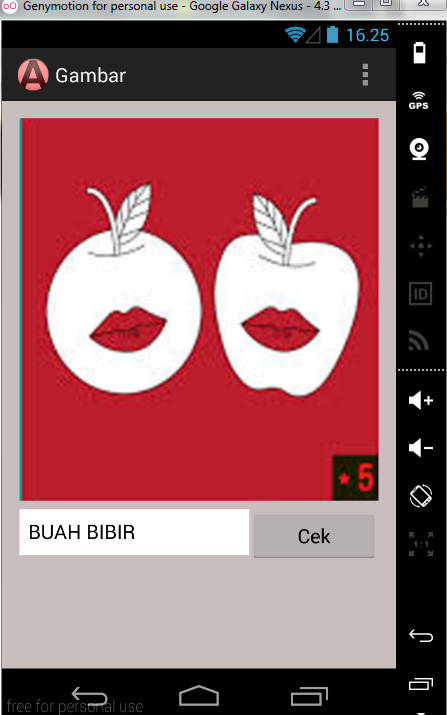 Genymotion for personal use - Google Galaxy Nexus - 4.3 ...
16.25
A Gambar
GPS
ID
★ 5
BUAH BIBIR
Cek
1:1
free for personal use